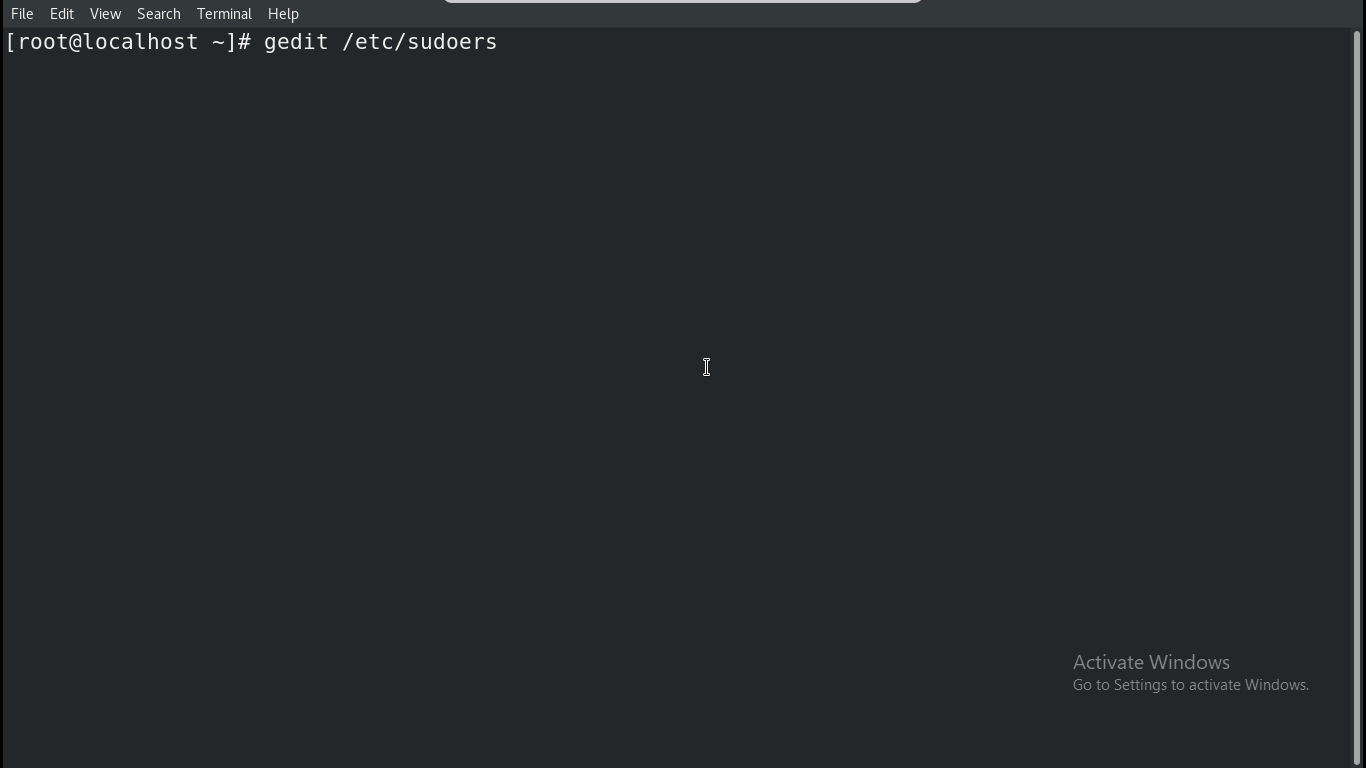 File Edit View Search Terminal Help
[root@localhost ~]# gedit /etc/sudoers
Activate Windows
Go to Settings to activate Windows.